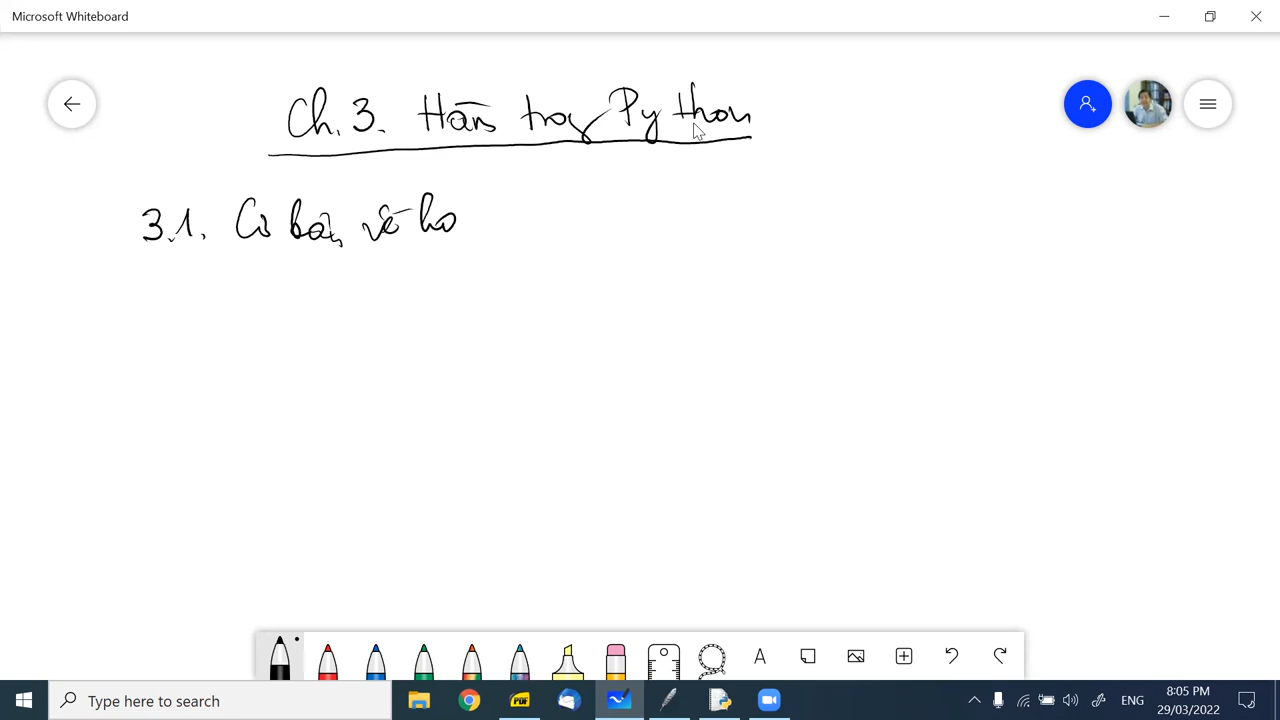 Microsoft Whiteboard
Ch. 3. Hàm trong Python
3.1. Cơ bản về hà
A
PDF
Type here to search
ENG
8:05 PM
29/03/2022